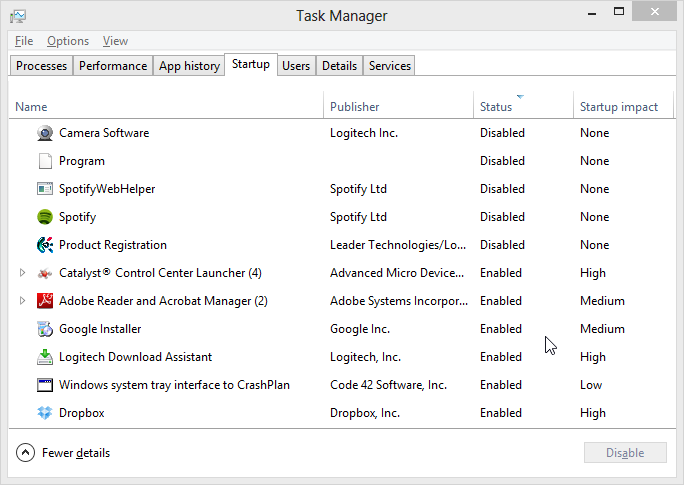 Task Manager
File Options View
Processes Performance App history Startup Users Details Services
Name Publisher Status Startup impact
Camera Software Logitech Inc. Disabled None
Program Disabled None
SpotifyWebHelper Spotify Ltd Disabled None
Spotify Spotify Ltd Disabled None
Product Registration Leader Technologies/Lo... Disabled None
Catalyst® Control Center Launcher (4) Advanced Micro Device... Enabled High
Adobe Reader and Acrobat Manager (2) Adobe Systems Incorpor... Enabled Medium
Google Installer Google Inc. Enabled Medium
Logitech Download Assistant Logitech, Inc. Enabled High
Windows system tray interface to CrashPlan Code 42 Software, Inc. Enabled Low
Dropbox Dropbox, Inc. Enabled High
Fewer details Disable